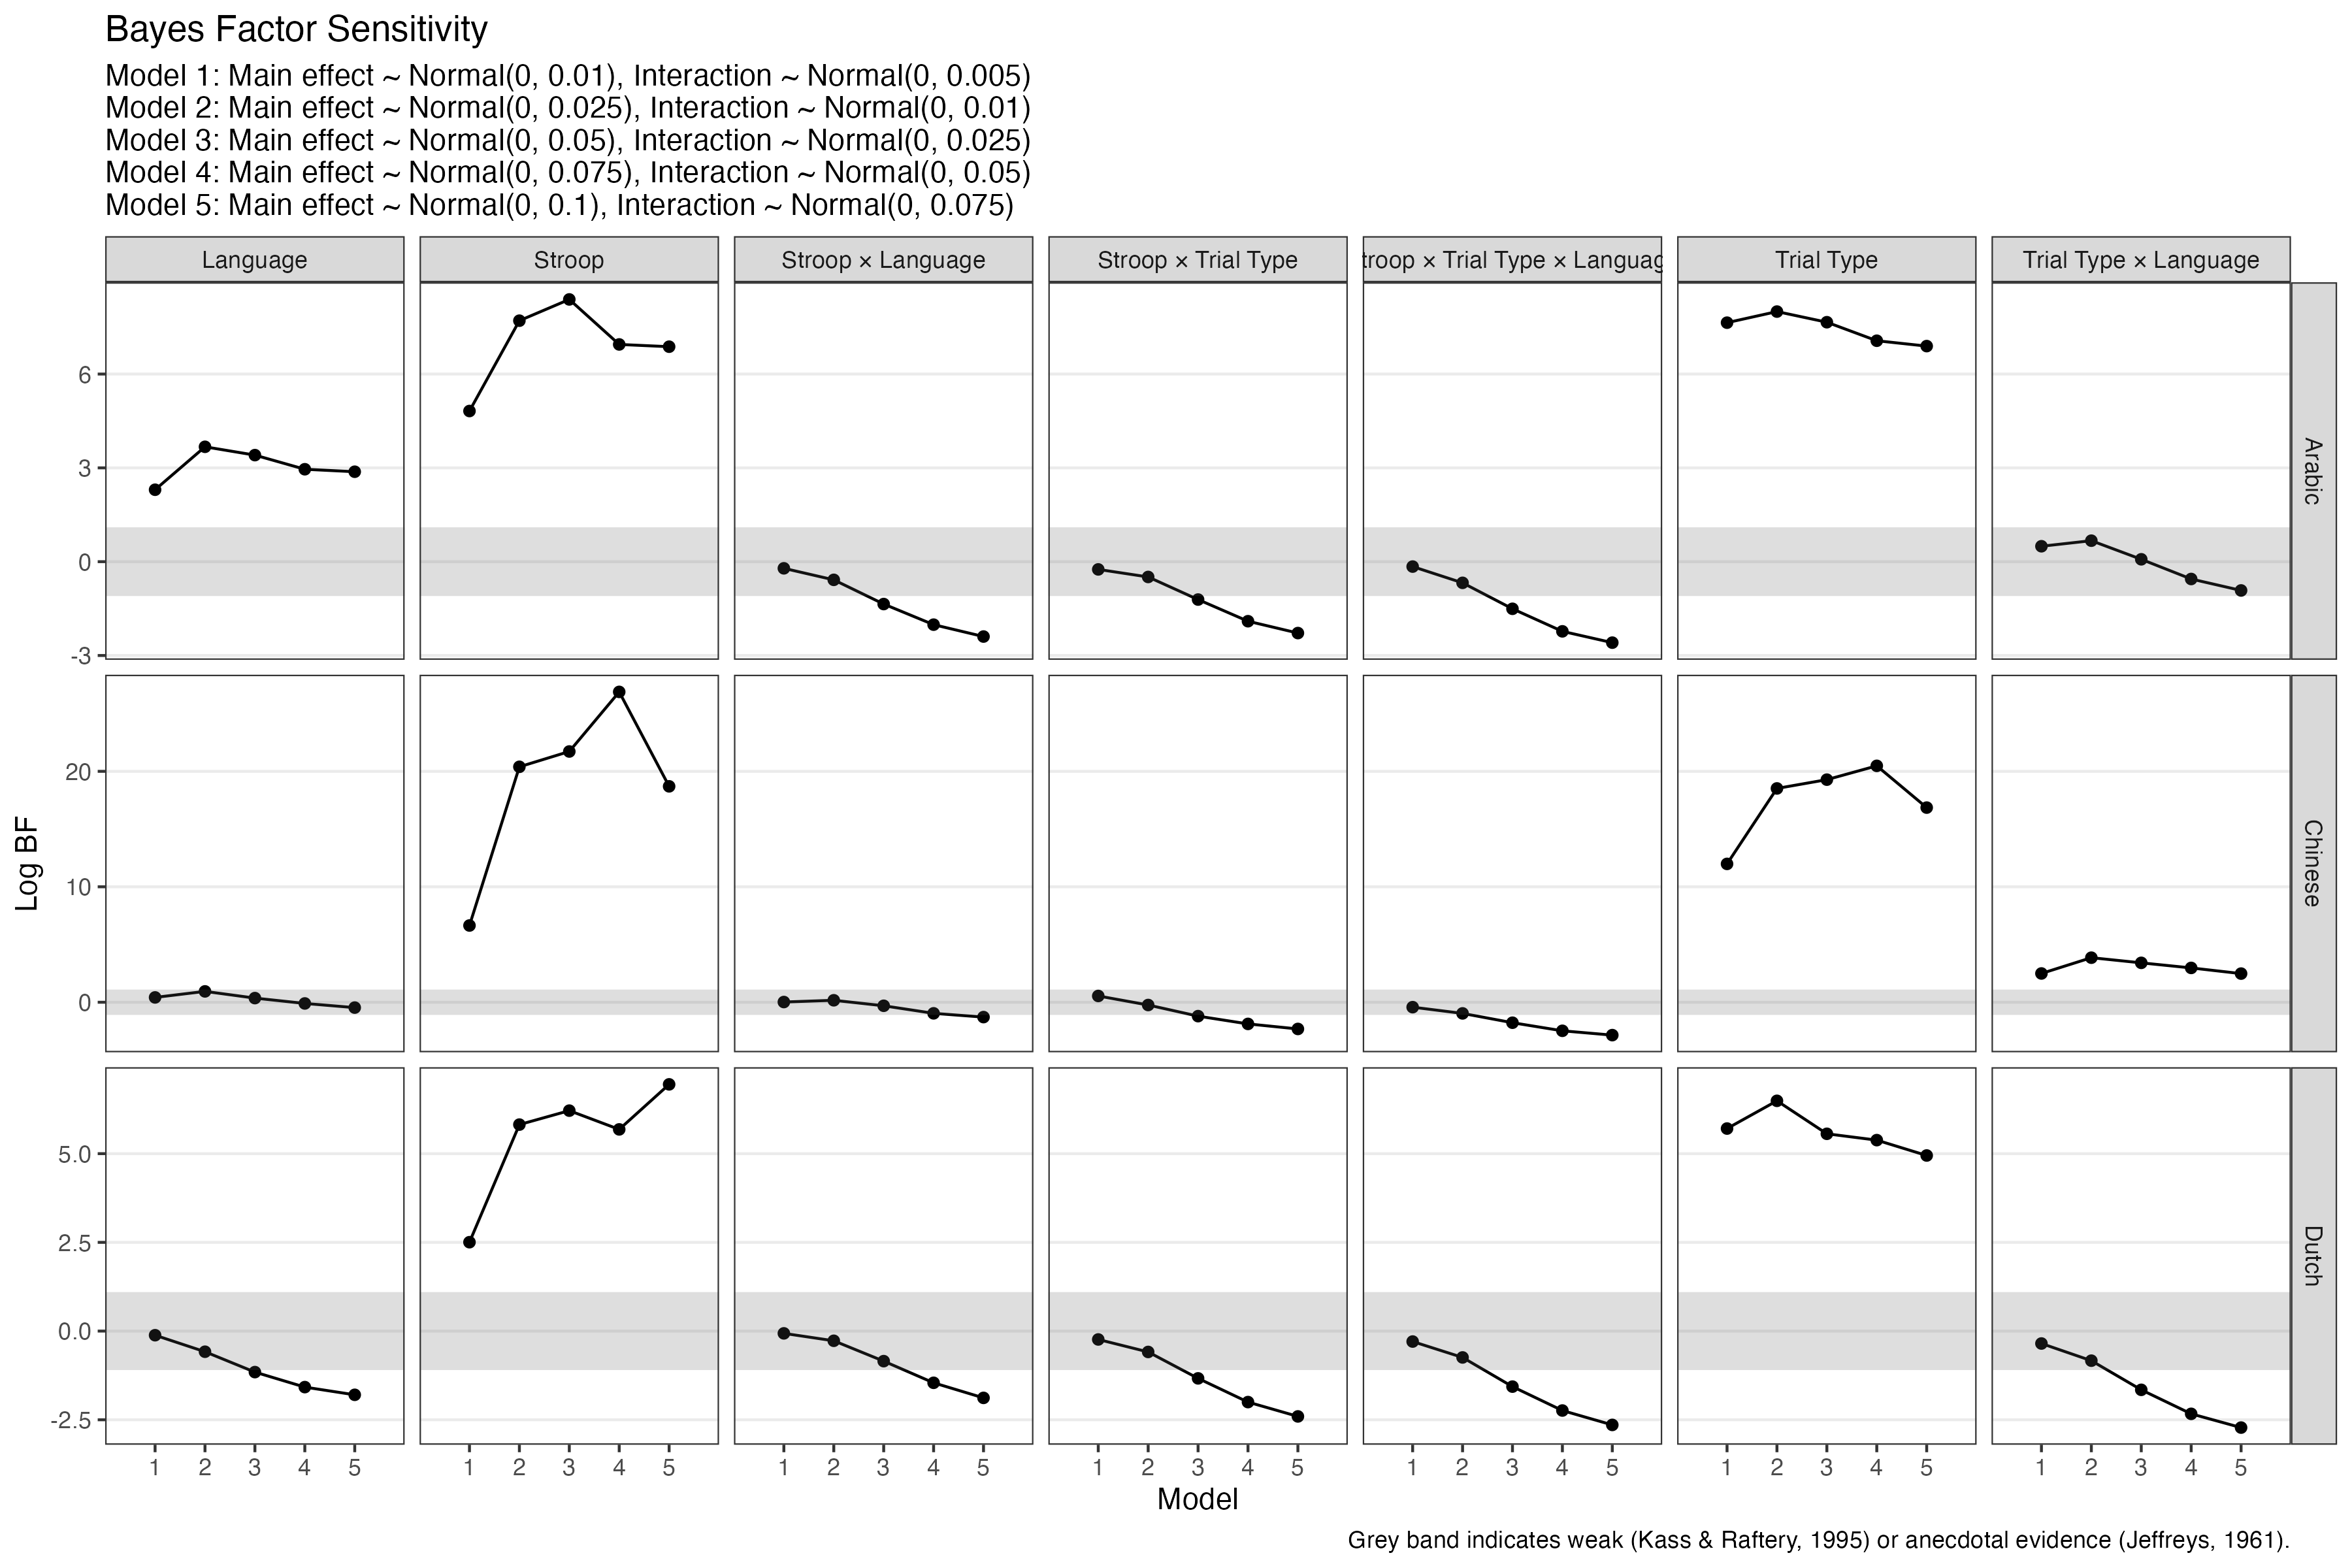 Bayes Factor Sensitivity
Model 1: Main effect ~ Normal(0, 0.01), Interaction ~ Normal(0, 0.005)
Model 2: Main effect ~ Normal(0, 0.025), Interaction ~ Normal(0, 0.01)
Model 3: Main effect ~ Normal(0, 0.05), Interaction ~ Normal(0, 0.025)
Model 4: Main effect ~ Normal(0, 0.075), Interaction ~ Normal(0, 0.05)
Model 5: Main effect ~ Normal(0, 0.1), Interaction ~ Normal(0, 0.075)
Language
Stroop
Stroop × Language
Stroop × Trial Type
troop × Trial Type × Languag
Trial Type
Trial Type × Language
6
3
0
-3
Arabic
20
10
0
Chinese
5.0
2.5
0.0
-2.5
Dutch
Log BF
1 2 3 4 5
1 2 3 4 5
1 2 3 4 5
1 2 3 4 5
1 2 3 4 5
1 2 3 4 5
1 2 3 4 5
Model
Grey band indicates weak (Kass & Raftery, 1995) or anecdotal evidence (Jeffreys, 1961).